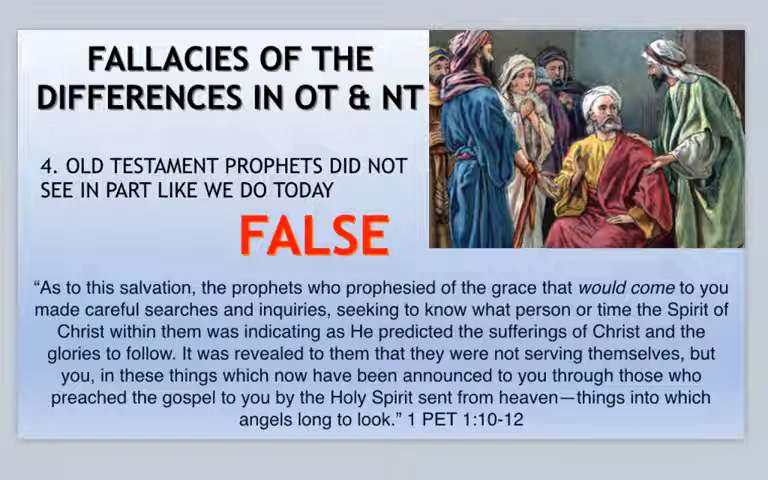 FALLACIES OF THE
DIFFERENCES IN OT & NT
4. OLD TESTAMENT PROPHETS DID NOT
SEE IN PART LIKE WE DO TODAY
FALSE
“As to this salvation, the prophets who prophesied of the grace that would come to you
made careful searches and inquiries, seeking to know what person or time the Spirit of
Christ within them was indicating as He predicted the sufferings of Christ and the
glories to follow. It was revealed to them that they were not serving themselves, but
you, in these things which now have been announced to you through those who
preached the gospel to you by the Holy Spirit sent from heaven—things into which
angels long to look.” 1 PET 1:10-12